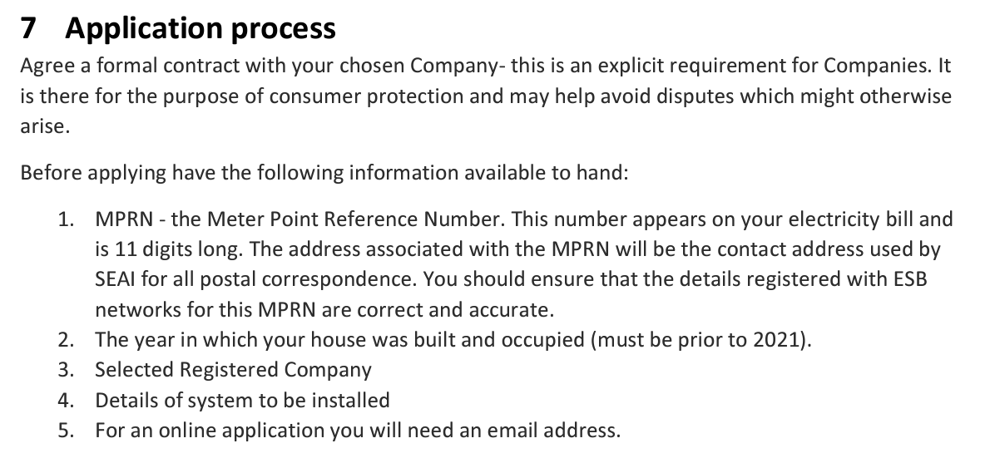 7 Application process
Agree a formal contract with your chosen Company- this is an explicit requirement for Companies. It
is there for the purpose of consumer protection and may help avoid disputes which might otherwise
arise.
Before applying have the following information available to hand:
1. MPRN - the Meter Point Reference Number. This number appears on your electricity bill and
is 11 digits long. The address associated with the MPRN will be the contact address used by
SEAI for all postal correspondence. You should ensure that the details registered with ESB
networks for this MPRN are correct and accurate.
2. The year in which your house was built and occupied (must be prior to 2021).
3. Selected Registered Company
4. Details of system to be installed
5. For an online application you will need an email address.